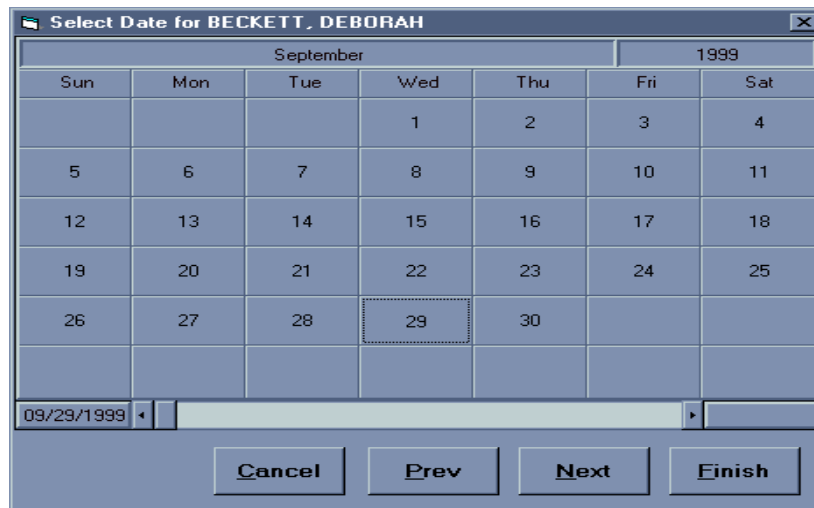 Select Date for BECKETT, DEBORAH
September 1999
Sun Mon Tue Wed Thu Fri Sat
1 2 3 4
5 6 7 8 9 10 11
12 13 14 15 16 17 18
19 20 21 22 23 24 25
26 27 28 29 30
09/29/1999
Cancel Prev Next Finish